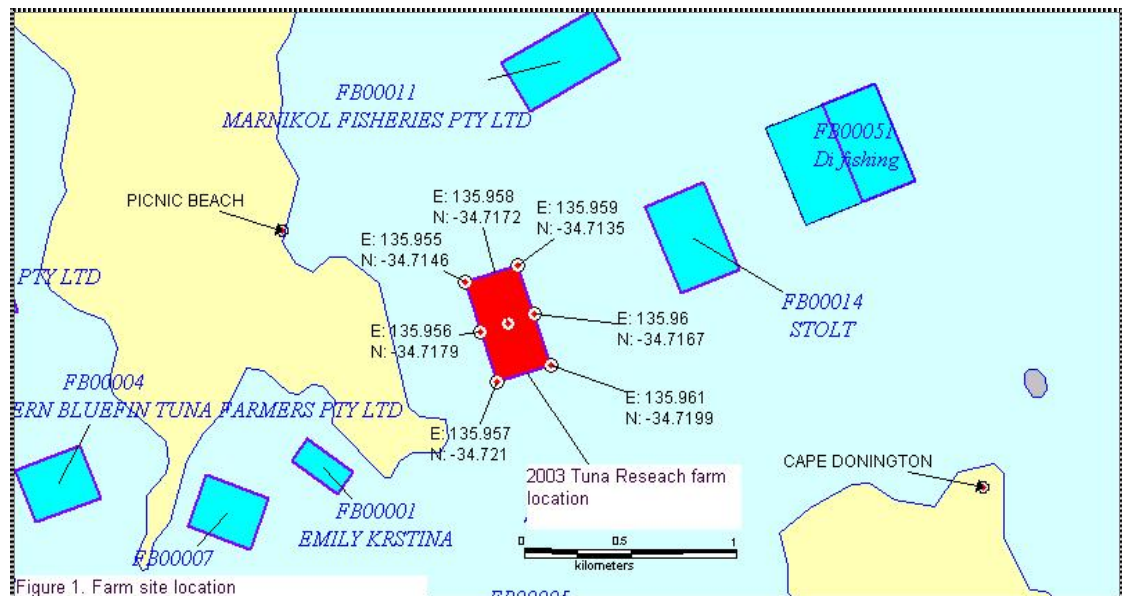 FB00011
MARNIKOL FISHERIES PTY LTD
FB00051
Di fishing
PICNIC BEACH
E: 135.958
N: -34.7172
E: 135.959
N: -34.7135
E: 135.955
N: -34.7146
PTY LTD
FB00014
STOLT
E: 135.956
N: -34.7179
E: 135.96
N: -34.7167
FB00004
ERN BLUEFIN TUNA FARMERS PTY LTD
E: 135.961
N: -34.7199
E: 135.957
N: -34.721
CAPE DONINGTON
2003 Tuna Reseach farm
location
FB00001
EMILY KRSTINA
FB00007
0 0.5 1
kilometers
Figure 1. Farm site location